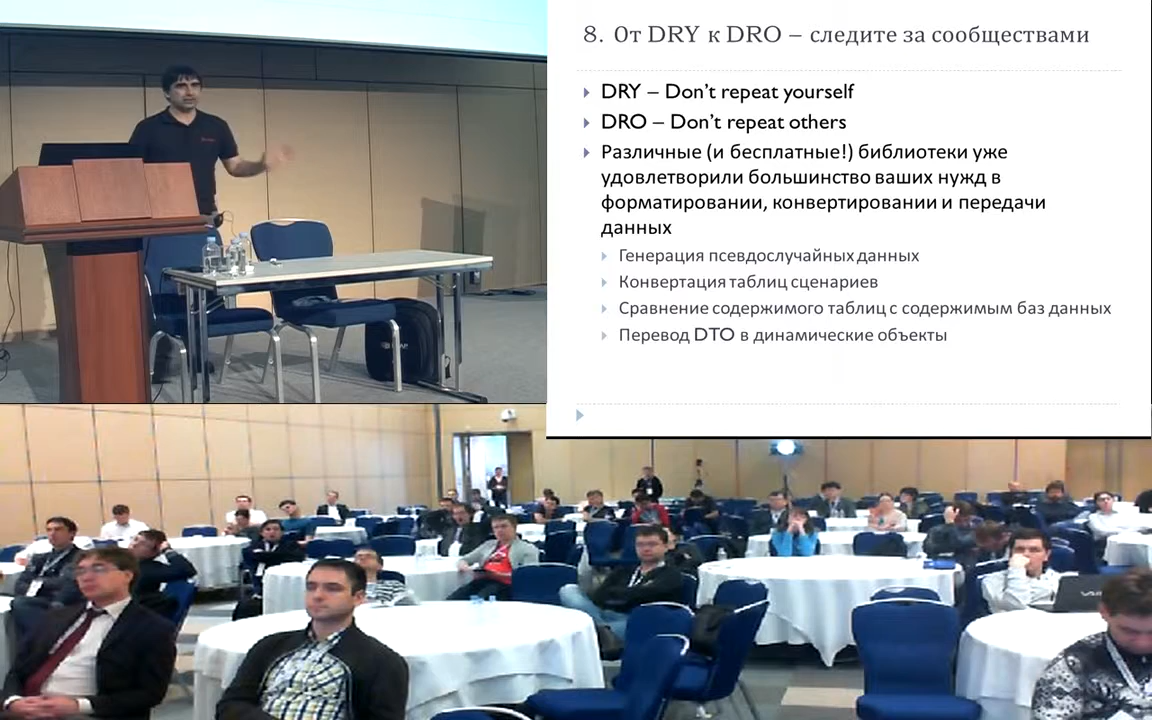 8. От DRY к DRO – следите за сообществами
DRY – Don't repeat yourself
DRO – Don't repeat others
Различные (и бесплатные!) библиотеки уже
удовлетворили большинство ваших нужд в
форматировании, конвертировании и передачи
данных
Генерация псевдослучайных данных
Конвертация таблиц сценариев
Сравнение содержимого таблиц с содержимым баз данных
Перевод DTO в динамические объекты